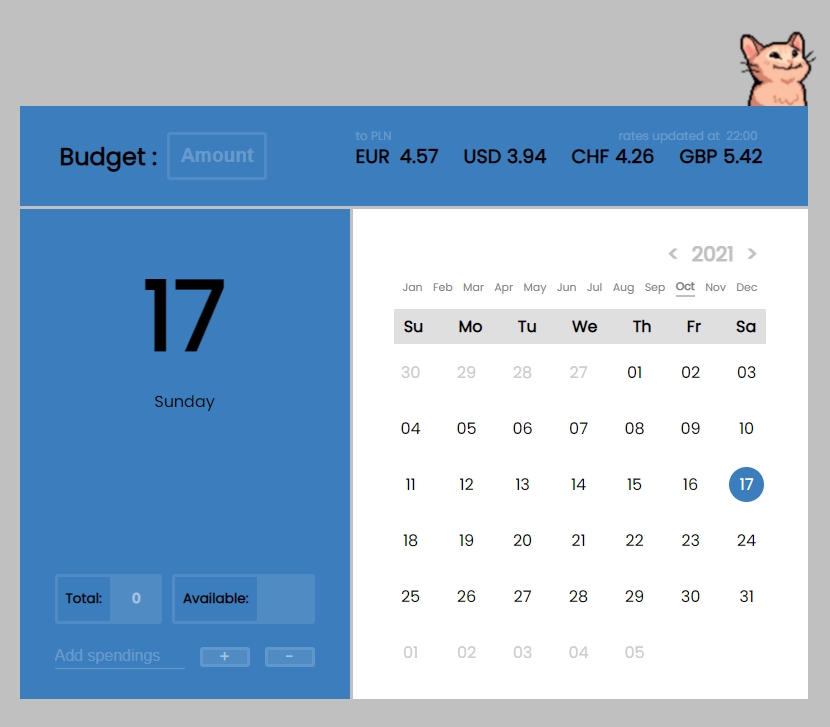 to PLN rates updated at 22:00
Budget : Amount EUR 4.57 USD 3.94 CHF 4.26 GBP 5.42
17
Sunday
Total: 0 Available:
Add spendings + -
< 2021 >
Jan Feb Mar Apr May Jun Jul Aug Sep Oct Nov Dec
Su Mo Tu We Th Fr Sa
30 29 28 27 01 02 03
04 05 06 07 08 09 10
11 12 13 14 15 16 17
18 19 20 21 22 23 24
25 26 27 28 29 30 31
01 02 03 04 05